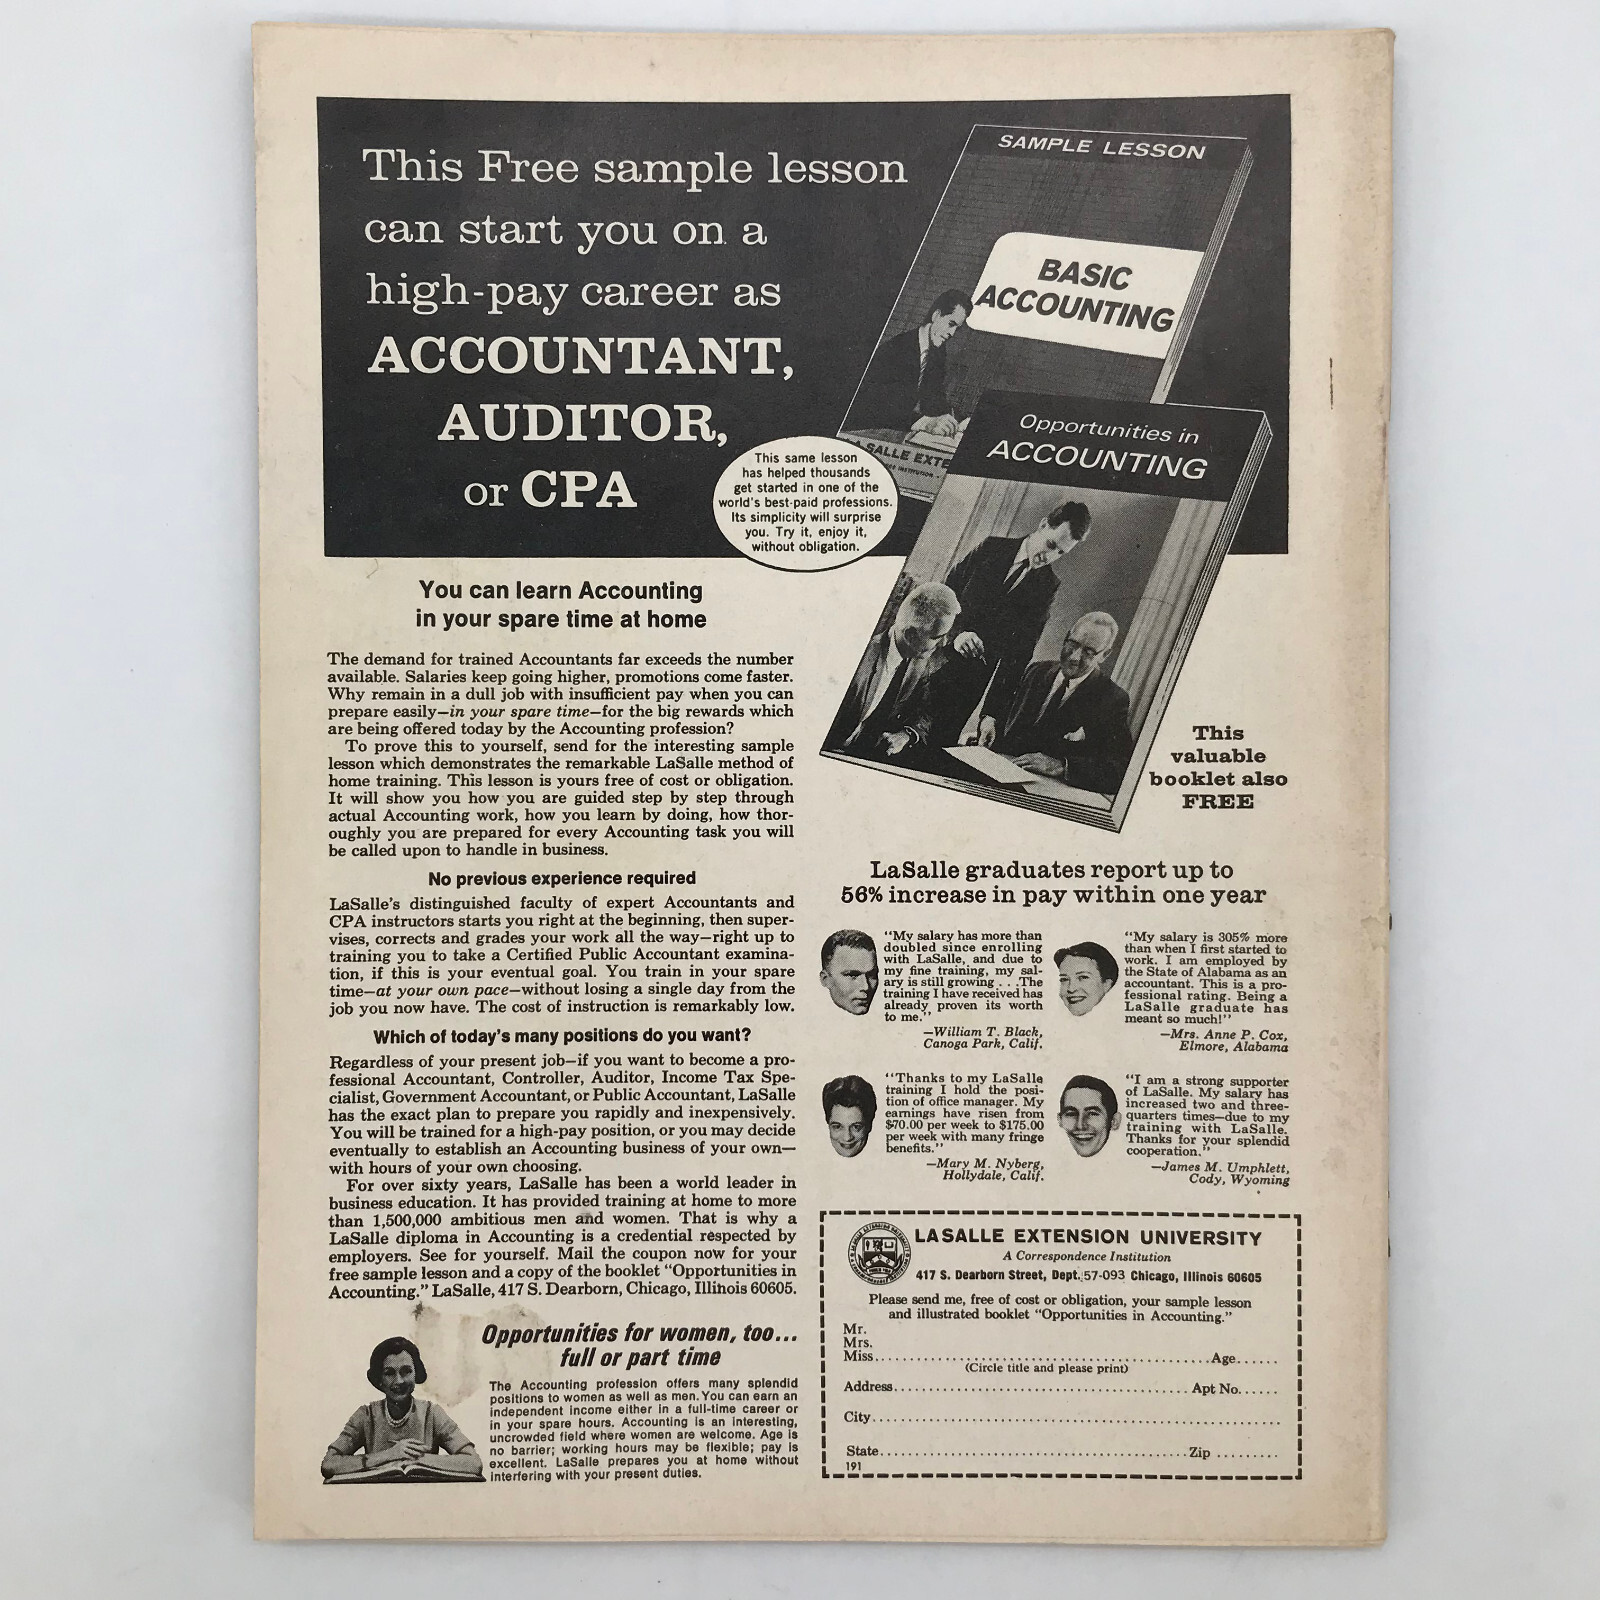 This Free sample lesson
can start you on a
high-pay career as
ACCOUNTANT,
AUDITOR,
or CPA
SAMPLE LESSON
BASIC
ACCOUNTING
SALLE EXTE
Opportunities in
ACCOUNTING
This same lesson
has helped thousands
get started in one of the
world's best-paid professions.
Its simplicity will surprise
you. Try it, enjoy it,
without obligation.
This
valuable
booklet also
FREE
You can learn Accounting
in your spare time at home
The demand for trained Accountants far exceeds the number
available. Salaries keep going higher, promotions come faster.
Why remain in a dull job with insufficient pay when you can
prepare easily—in your spare time—for the big rewards which
are being offered today by the Accounting profession?
To prove this to yourself, send for the interesting sample
lesson which demonstrates the remarkable LaSalle method of
home training. This lesson is yours free of cost or obligation.
It will show you how you are guided step by step through
actual Accounting work, how you learn by doing, how thor-
oughly you are prepared for every Accounting task you will
be called upon to handle in business.
No previous experience required
LaSalle's distinguished faculty of expert Accountants and
CPA instructors starts you right at the beginning, then super-
vises, corrects and grades your work all the way—right up to
training you to take a Certified Public Accountant examina-
tion, if this is your eventual goal. You train in your spare
time—at your own pace—without losing a single day from the
job you now have. The cost of instruction is remarkably low.
Which of today's many positions do you want?
Regardless of your present job—if you want to become a pro-
fessional Accountant, Controller, Auditor, Income Tax Spe-
cialist, Government Accountant, or Public Accountant, LaSalle
has the exact plan to prepare you rapidly and inexpensively.
You will be trained for a high-pay position, or you may decide
eventually to establish an Accounting business of your own—
with hours of your own choosing.
For over sixty years, LaSalle has been a world leader in
business education. It has provided training at home to more
than 1,500,000 ambitious men and women. That is why a
LaSalle diploma in Accounting is a credential respected by
employers. See for yourself. Mail the coupon now for your
free sample lesson and a copy of the booklet "Opportunities in
Accounting." LaSalle, 417 S. Dearborn, Chicago, Illinois 60605.
Opportunities for women, too...
full or part time
The Accounting profession offers many splendid
positions to women as well as men. You can earn an
independent income either in a full-time career or
in your spare hours. Accounting is an interesting,
uncrowded field where women are welcome. Age is
no barrier; working hours may be flexible; pay is
excellent. LaSalle prepares you at home without
interfering with your present duties.
LaSalle graduates report up to
56% increase in pay within one year
"My salary has more than
doubled since enrolling
with LaSalle, and due to
my fine training, my sal-
ary is still growing . . .The
training I have received has
already proven its worth
to me."
—William T. Black,
Canoga Park, Calif.
"My salary is 305% more
than when I first started to
work. I am employed by
the State of Alabama as an
accountant. This is a pro-
fessional rating. Being a
LaSalle graduate has
meant so much!"
—Mrs. Anne P. Cox,
Elmore, Alabama
"Thanks to my LaSalle
training I hold the posi-
tion of office manager. My
earnings have risen from
$70.00 per week to $175.00
per week with many fringe
benefits."
—Mary M. Nyberg,
Hollydale, Calif.
"I am a strong supporter
of LaSalle. My salary has
increased two and three-
quarters times—due to my
training with LaSalle.
Thanks for your splendid
cooperation."
—James M. Umphlett,
Cody, Wyoming
LASALLE EXTENSION UNIVERSITY
A Correspondence Institution
417 S. Dearborn Street, Dept. 57-093 Chicago, Illinois 60605
Please send me, free of cost or obligation, your sample lesson
and illustrated booklet "Opportunities in Accounting."
Mr.
Mrs.
Miss........................................Age......
(Circle title and please print)
Address........................................Apt No......
City........................................
State........................................Zip .........
191